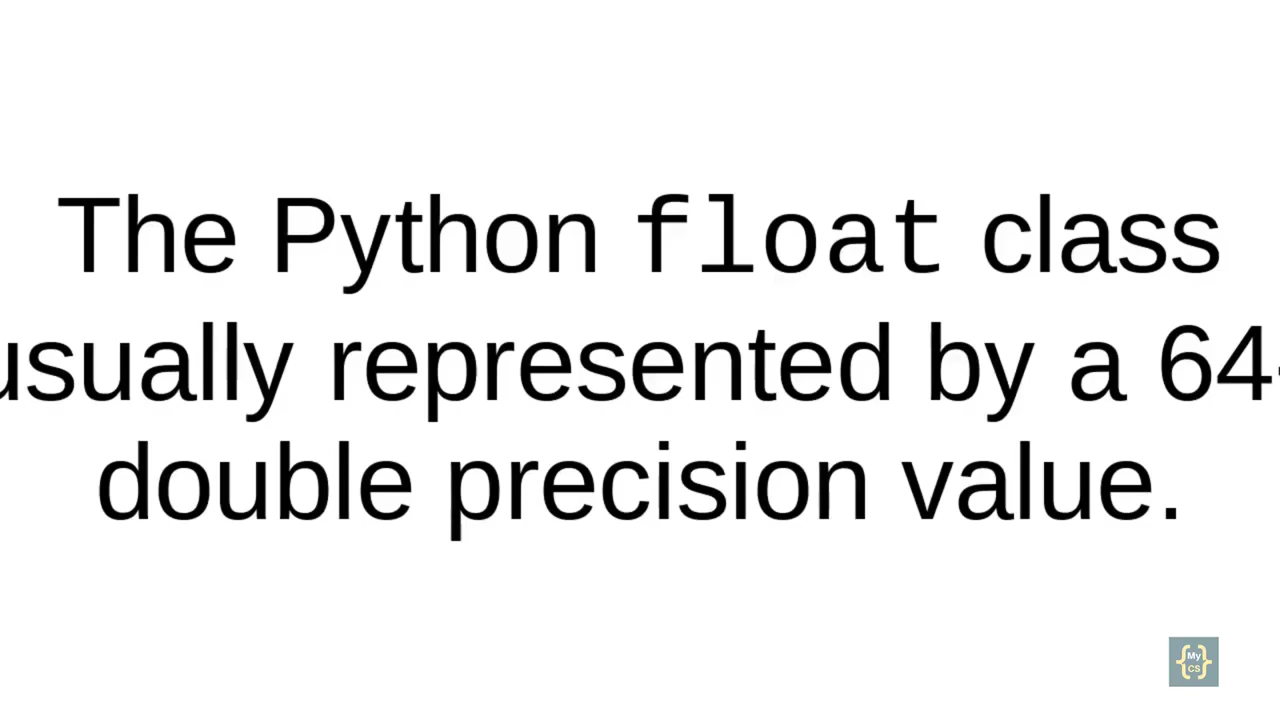 The Python float class
usually represented by a 64-
double precision value.
{My
CS}